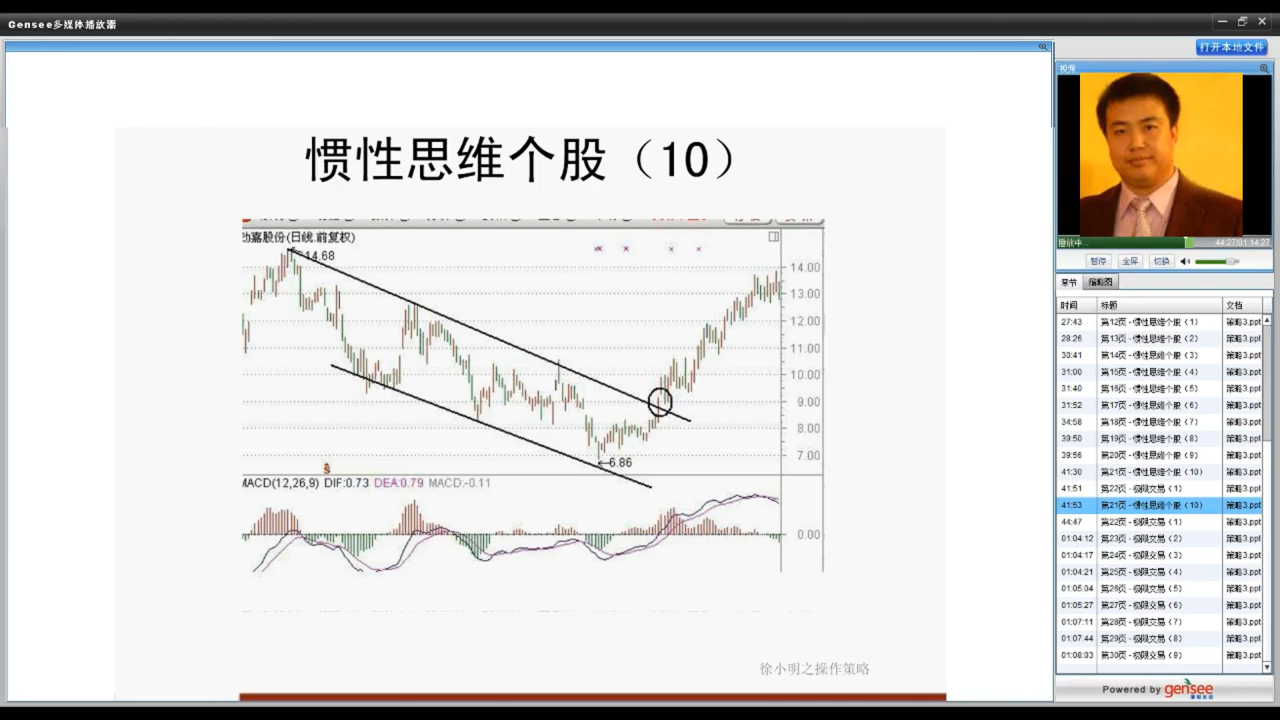 Gensee多媒体播放器
打开本地文件
惯性思维个股（10）
劲嘉股份(日线.前复权)
14.68
14.00
13.00
12.00
11.00
10.00
9.00
8.00
7.00
6.86
MACD(12,26,9) DIF:0.73 DEA:0.79 MACD:-0.11
0.00
徐小明之操作策略
视频
播放中...
44:27/01:14:27
暂停 全屏 切换
章节 缩略图
时间 标题 文档
27:43 第12页 - 惯性思维个股（1） 策略3.ppt
28:26 第13页 - 惯性思维个股（2） 策略3.ppt
30:41 第14页 - 惯性思维个股（3） 策略3.ppt
31:00 第15页 - 惯性思维个股（4） 策略3.ppt
31:40 第16页 - 惯性思维个股（5） 策略3.ppt
31:52 第17页 - 惯性思维个股（6） 策略3.ppt
34:58 第18页 - 惯性思维个股（7） 策略3.ppt
39:50 第19页 - 惯性思维个股（8） 策略3.ppt
39:56 第20页 - 惯性思维个股（9） 策略3.ppt
41:30 第21页 - 惯性思维个股（10） 策略3.ppt
41:51 第22页 - 极限交易（1） 策略3.ppt
41:53 第21页 - 惯性思维个股（10） 策略3.ppt
44:47 第22页 - 极限交易（1） 策略3.ppt
01:04:12 第23页 - 极限交易（2） 策略3.ppt
01:04:17 第24页 - 极限交易（3） 策略3.ppt
01:04:21 第25页 - 极限交易（4） 策略3.ppt
01:05:04 第26页 - 极限交易（5） 策略3.ppt
01:05:27 第27页 - 极限交易（6） 策略3.ppt
01:07:11 第28页 - 极限交易（7） 策略3.ppt
01:07:44 第29页 - 极限交易（8） 策略3.ppt
01:08:03 第30页 - 极限交易（9） 策略3.ppt
Powered by gensee